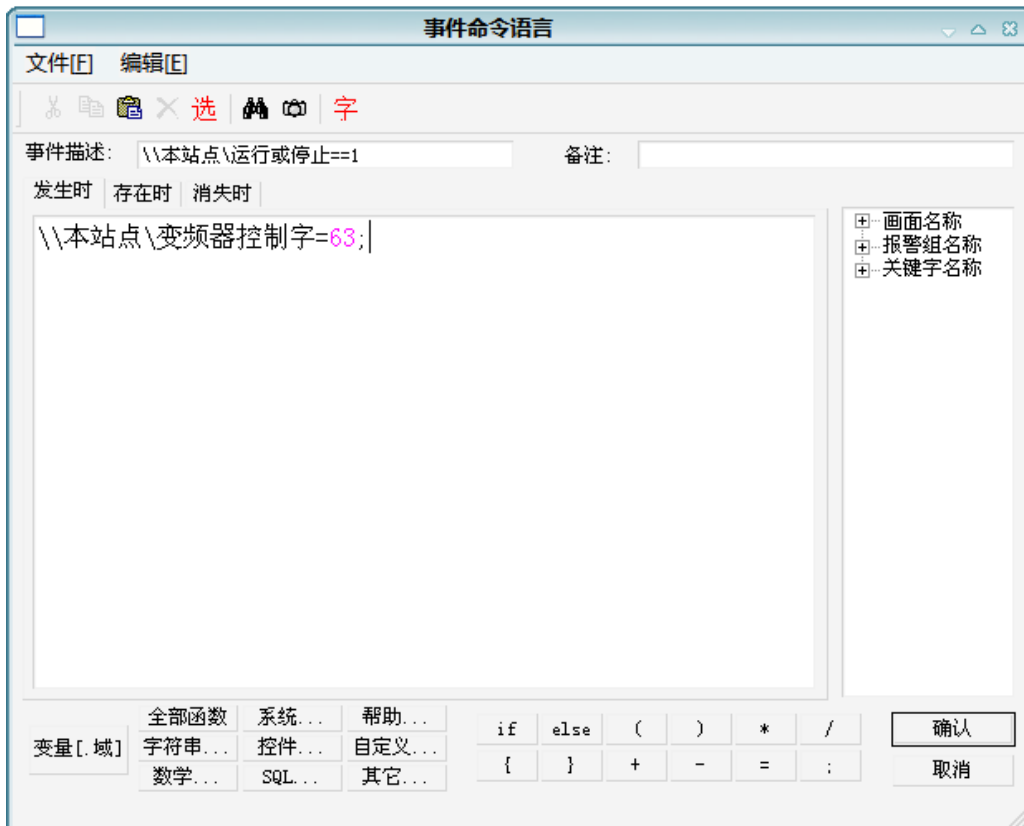 事件命令语言
文件[F] 编辑[E]
选 字
事件描述: \\本站点\运行或停止==1 备注:
发生时 存在时 消失时
\\本站点\变频器控制字=63;
画面名称
报警组名称
关键字名称
变量[.域]
全部函数 系统... 帮助...
字符串... 控件... 自定义...
数学... SQL... 其它...
if else ( ) * /
{ } + - = ;
确认
取消